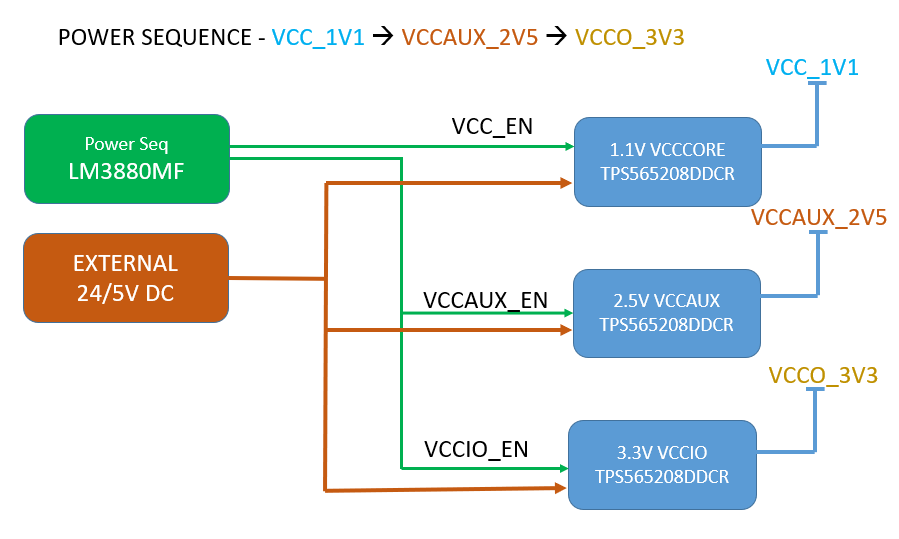 POWER SEQUENCE - VCC_1V1 → VCCAUX_2V5 → VCCO_3V3
VCC_1V1
Power Seq
LM3880MF
VCC_EN
1.1V VCCCORE
TPS565208DDCR
VCCAUX_2V5
EXTERNAL
24/5V DC
VCCAUX_EN
2.5V VCCAUX
TPS565208DDCR
VCCO_3V3
VCCIO_EN
3.3V VCCIO
TPS565208DDCR